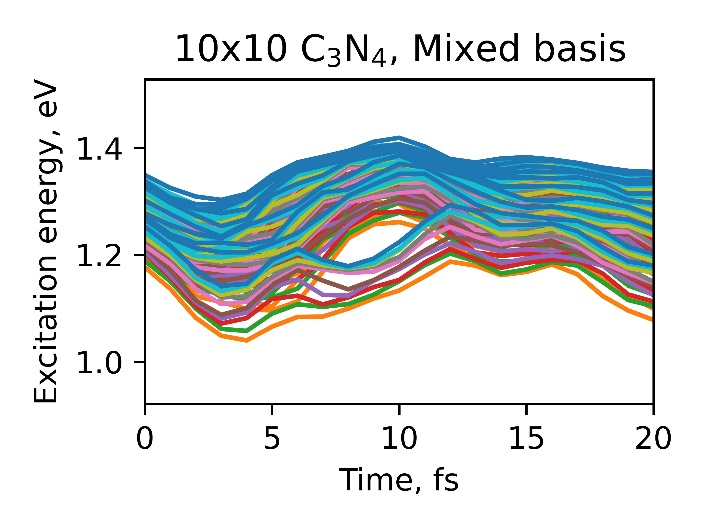 10x10 C₃N₄, Mixed basis
Excitation energy, eV
1.4
1.2
1.0
0 5 10 15 20
Time, fs